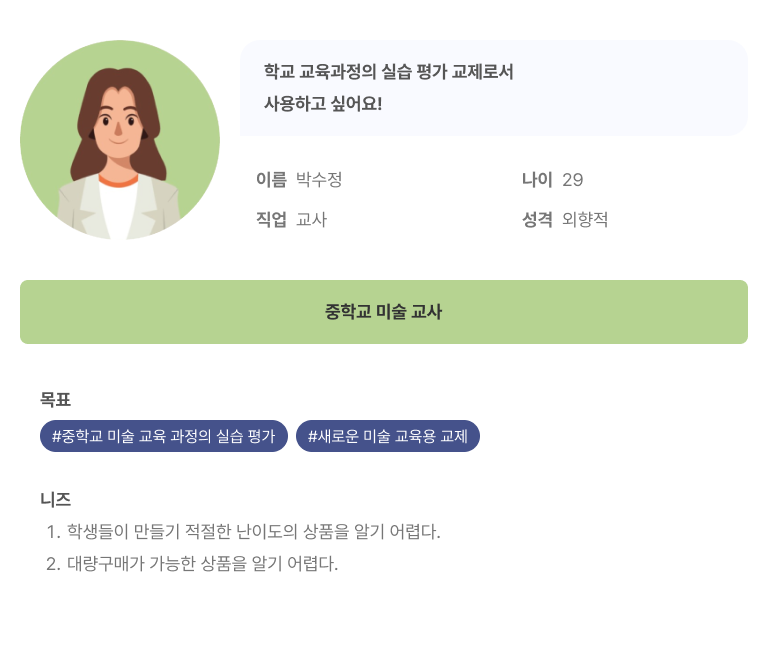 학교 교육과정의 실습 평가 교제로서
사용하고 싶어요!
이름 박수정
나이 29
직업 교사
성격 외향적
중학교 미술 교사
목표
#중학교 미술 교육 과정의 실습 평가
#새로운 미술 교육용 교제
니즈
1. 학생들이 만들기 적절한 난이도의 상품을 알기 어렵다.
2. 대량구매가 가능한 상품을 알기 어렵다.